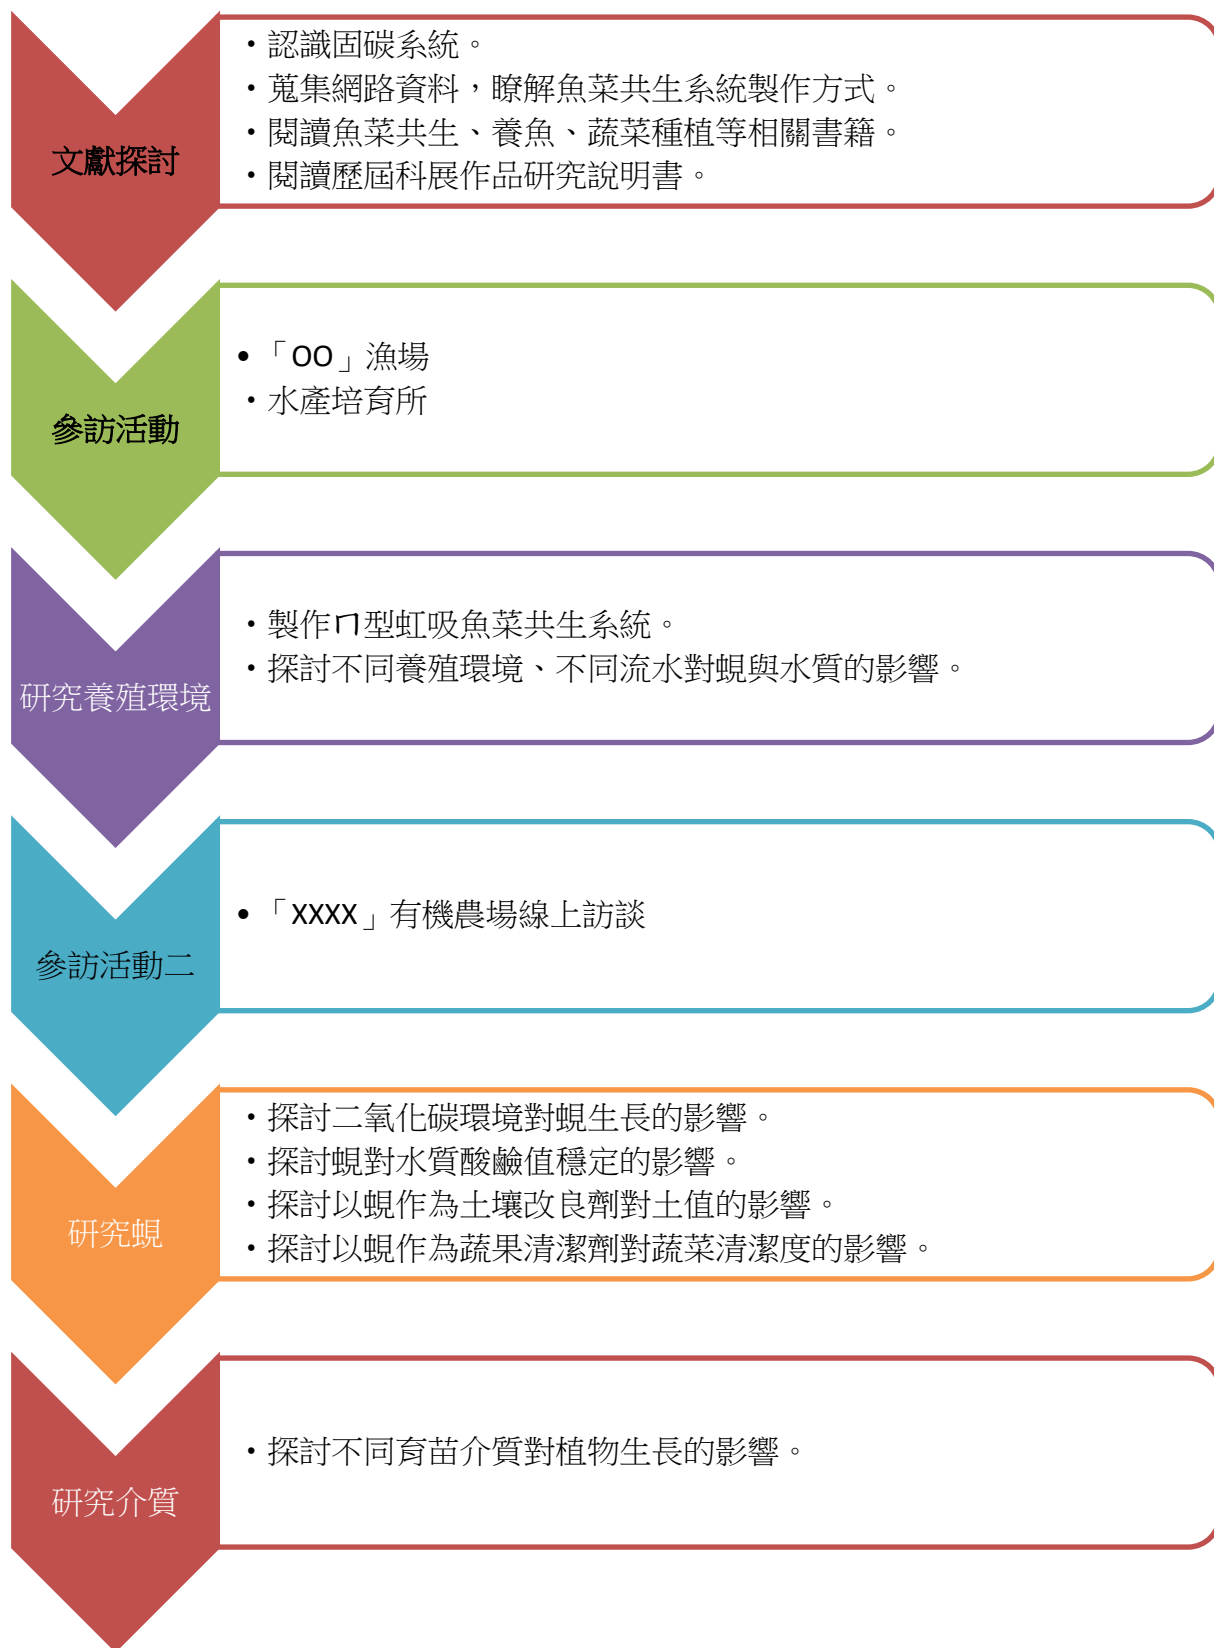 文獻探討
・認識固碳系統。
・蒐集網路資料，瞭解魚菜共生系統製作方式。
・閱讀魚菜共生、養魚、蔬菜種植等相關書籍。
・閱讀歷屆科展作品研究說明書。
參訪活動
•「OO」漁場
・水產培育所
研究養殖環境
・製作ㄇ型虹吸魚菜共生系統。
・探討不同養殖環境、不同流水對蜆與水質的影響。
參訪活動二
•「XXXX」有機農場線上訪談
研究蜆
・探討二氧化碳環境對蜆生長的影響。
・探討蜆對水質酸鹼值穩定的影響。
・探討以蜆作為土壤改良劑對土值的影響。
・探討以蜆作為蔬果清潔劑對蔬菜清潔度的影響。
研究介質
・探討不同育苗介質對植物生長的影響。